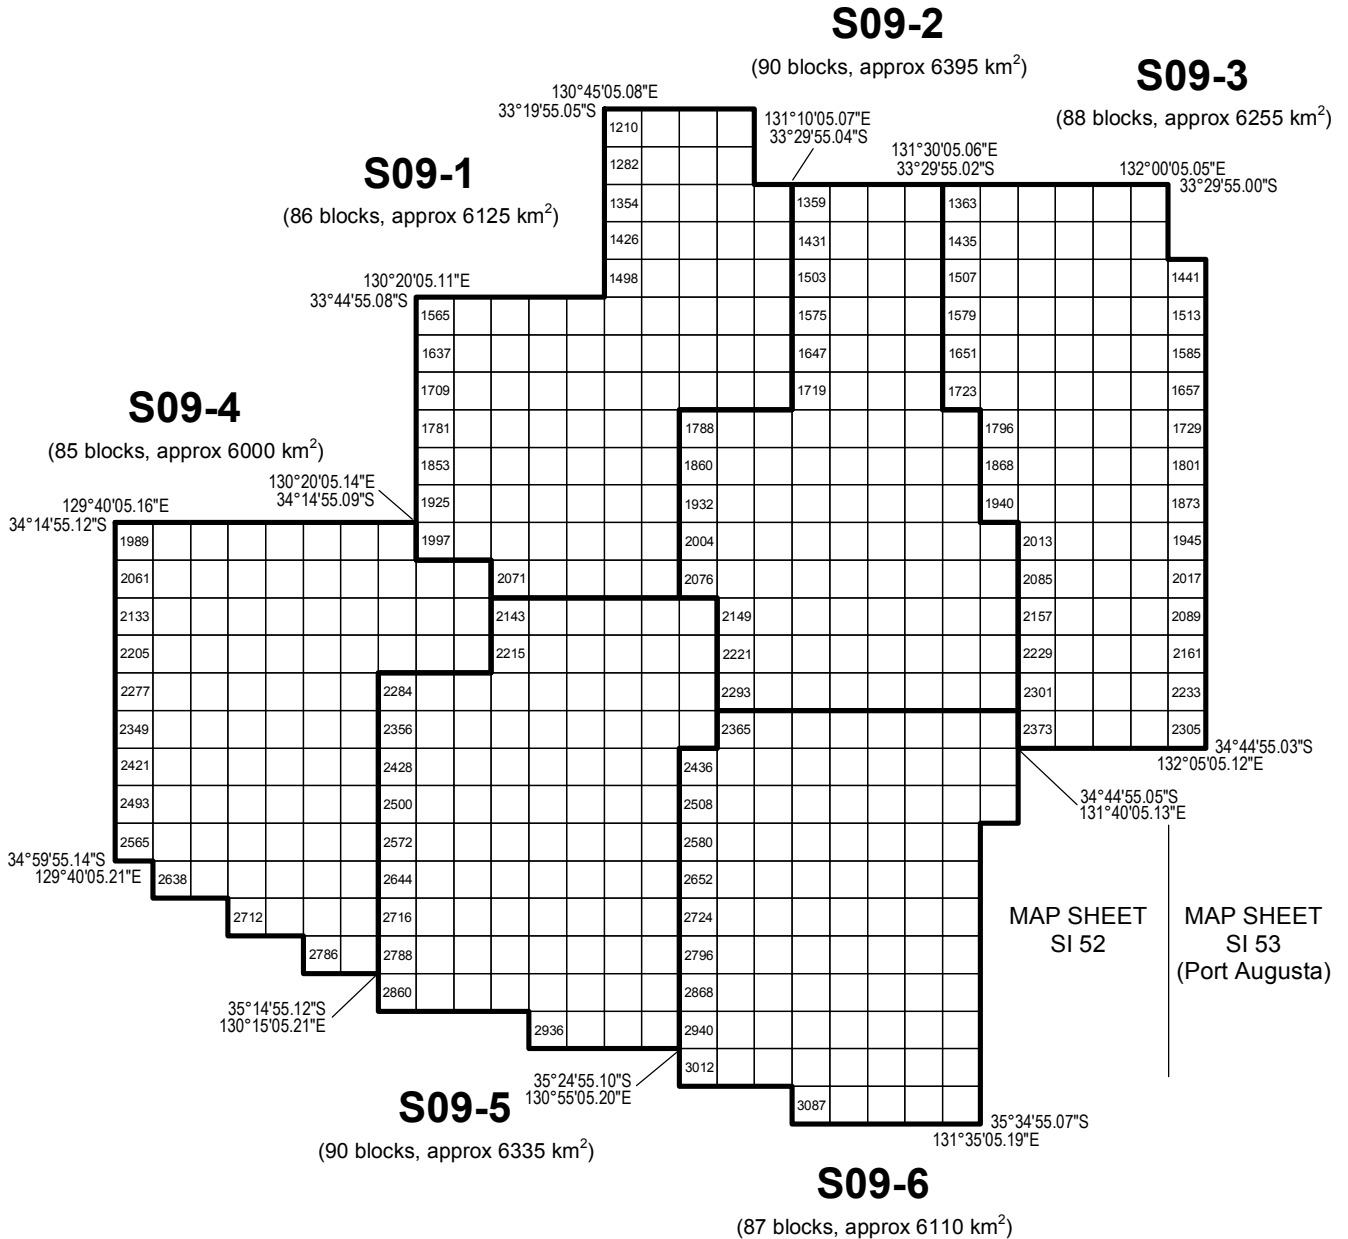 S09-2
(90 blocks, approx 6395 km²)
S09-3
(88 blocks, approx 6255 km²)
130°45'05.08"E
33°19'55.05"S
131°10'05.07"E
33°29'55.04"S
131°30'05.06"E
33°29'55.02"S
132°00'05.05"E
33°29'55.00"S
S09-1
(86 blocks, approx 6125 km²)
1210
1282
1354 1359 1363
1426 1431 1435
1498 1503 1507 1441
130°20'05.11"E
33°44'55.08"S
1565 1575 1579 1513
1637 1647 1651 1585
1709 1719 1723 1657
S09-4
(85 blocks, approx 6000 km²)
1781 1788 1796 1729
1853 1860 1868 1801
130°20'05.14"E
34°14'55.09"S
1925 1932 1940 1873
129°40'05.16"E
34°14'55.12"S
1989 1997 2004 2013 1945
2061 2071 2076 2085 2017
2133 2143 2149 2157 2089
2205 2215 2221 2229 2161
2277 2284 2293 2301 2233
2349 2356 2365 2373 2305
34°44'55.03"S
132°05'05.12"E
2421 2428 2436
2493 2500 2508
34°44'55.05"S
131°40'05.13"E
2565 2572 2580
34°59'55.14"S
129°40'05.21"E
2638 2644 2652
2712 2716 2724
MAP SHEET
SI 52
MAP SHEET
SI 53
(Port Augusta)
2786 2788 2796
2860 2868
35°14'55.12"S
130°15'05.21"E
2936 2940
3012
35°24'55.10"S
130°55'05.20"E
S09-5
(90 blocks, approx 6335 km²)
3087
35°34'55.07"S
131°35'05.19"E
S09-6
(87 blocks, approx 6110 km²)